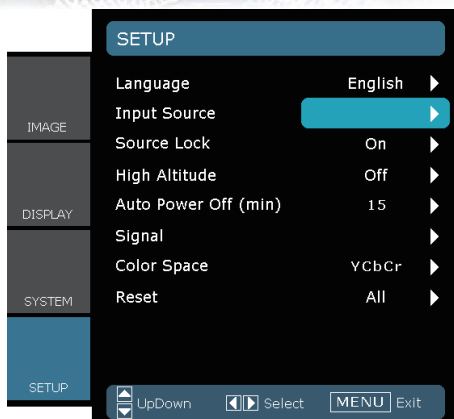 SETUP
IMAGE
DISPLAY
SYSTEM
SETUP
Language English
Input Source
Source Lock On
High Altitude Off
Auto Power Off (min) 15
Signal
Color Space YCbCr
Reset All
UpDown Select MENU Exit